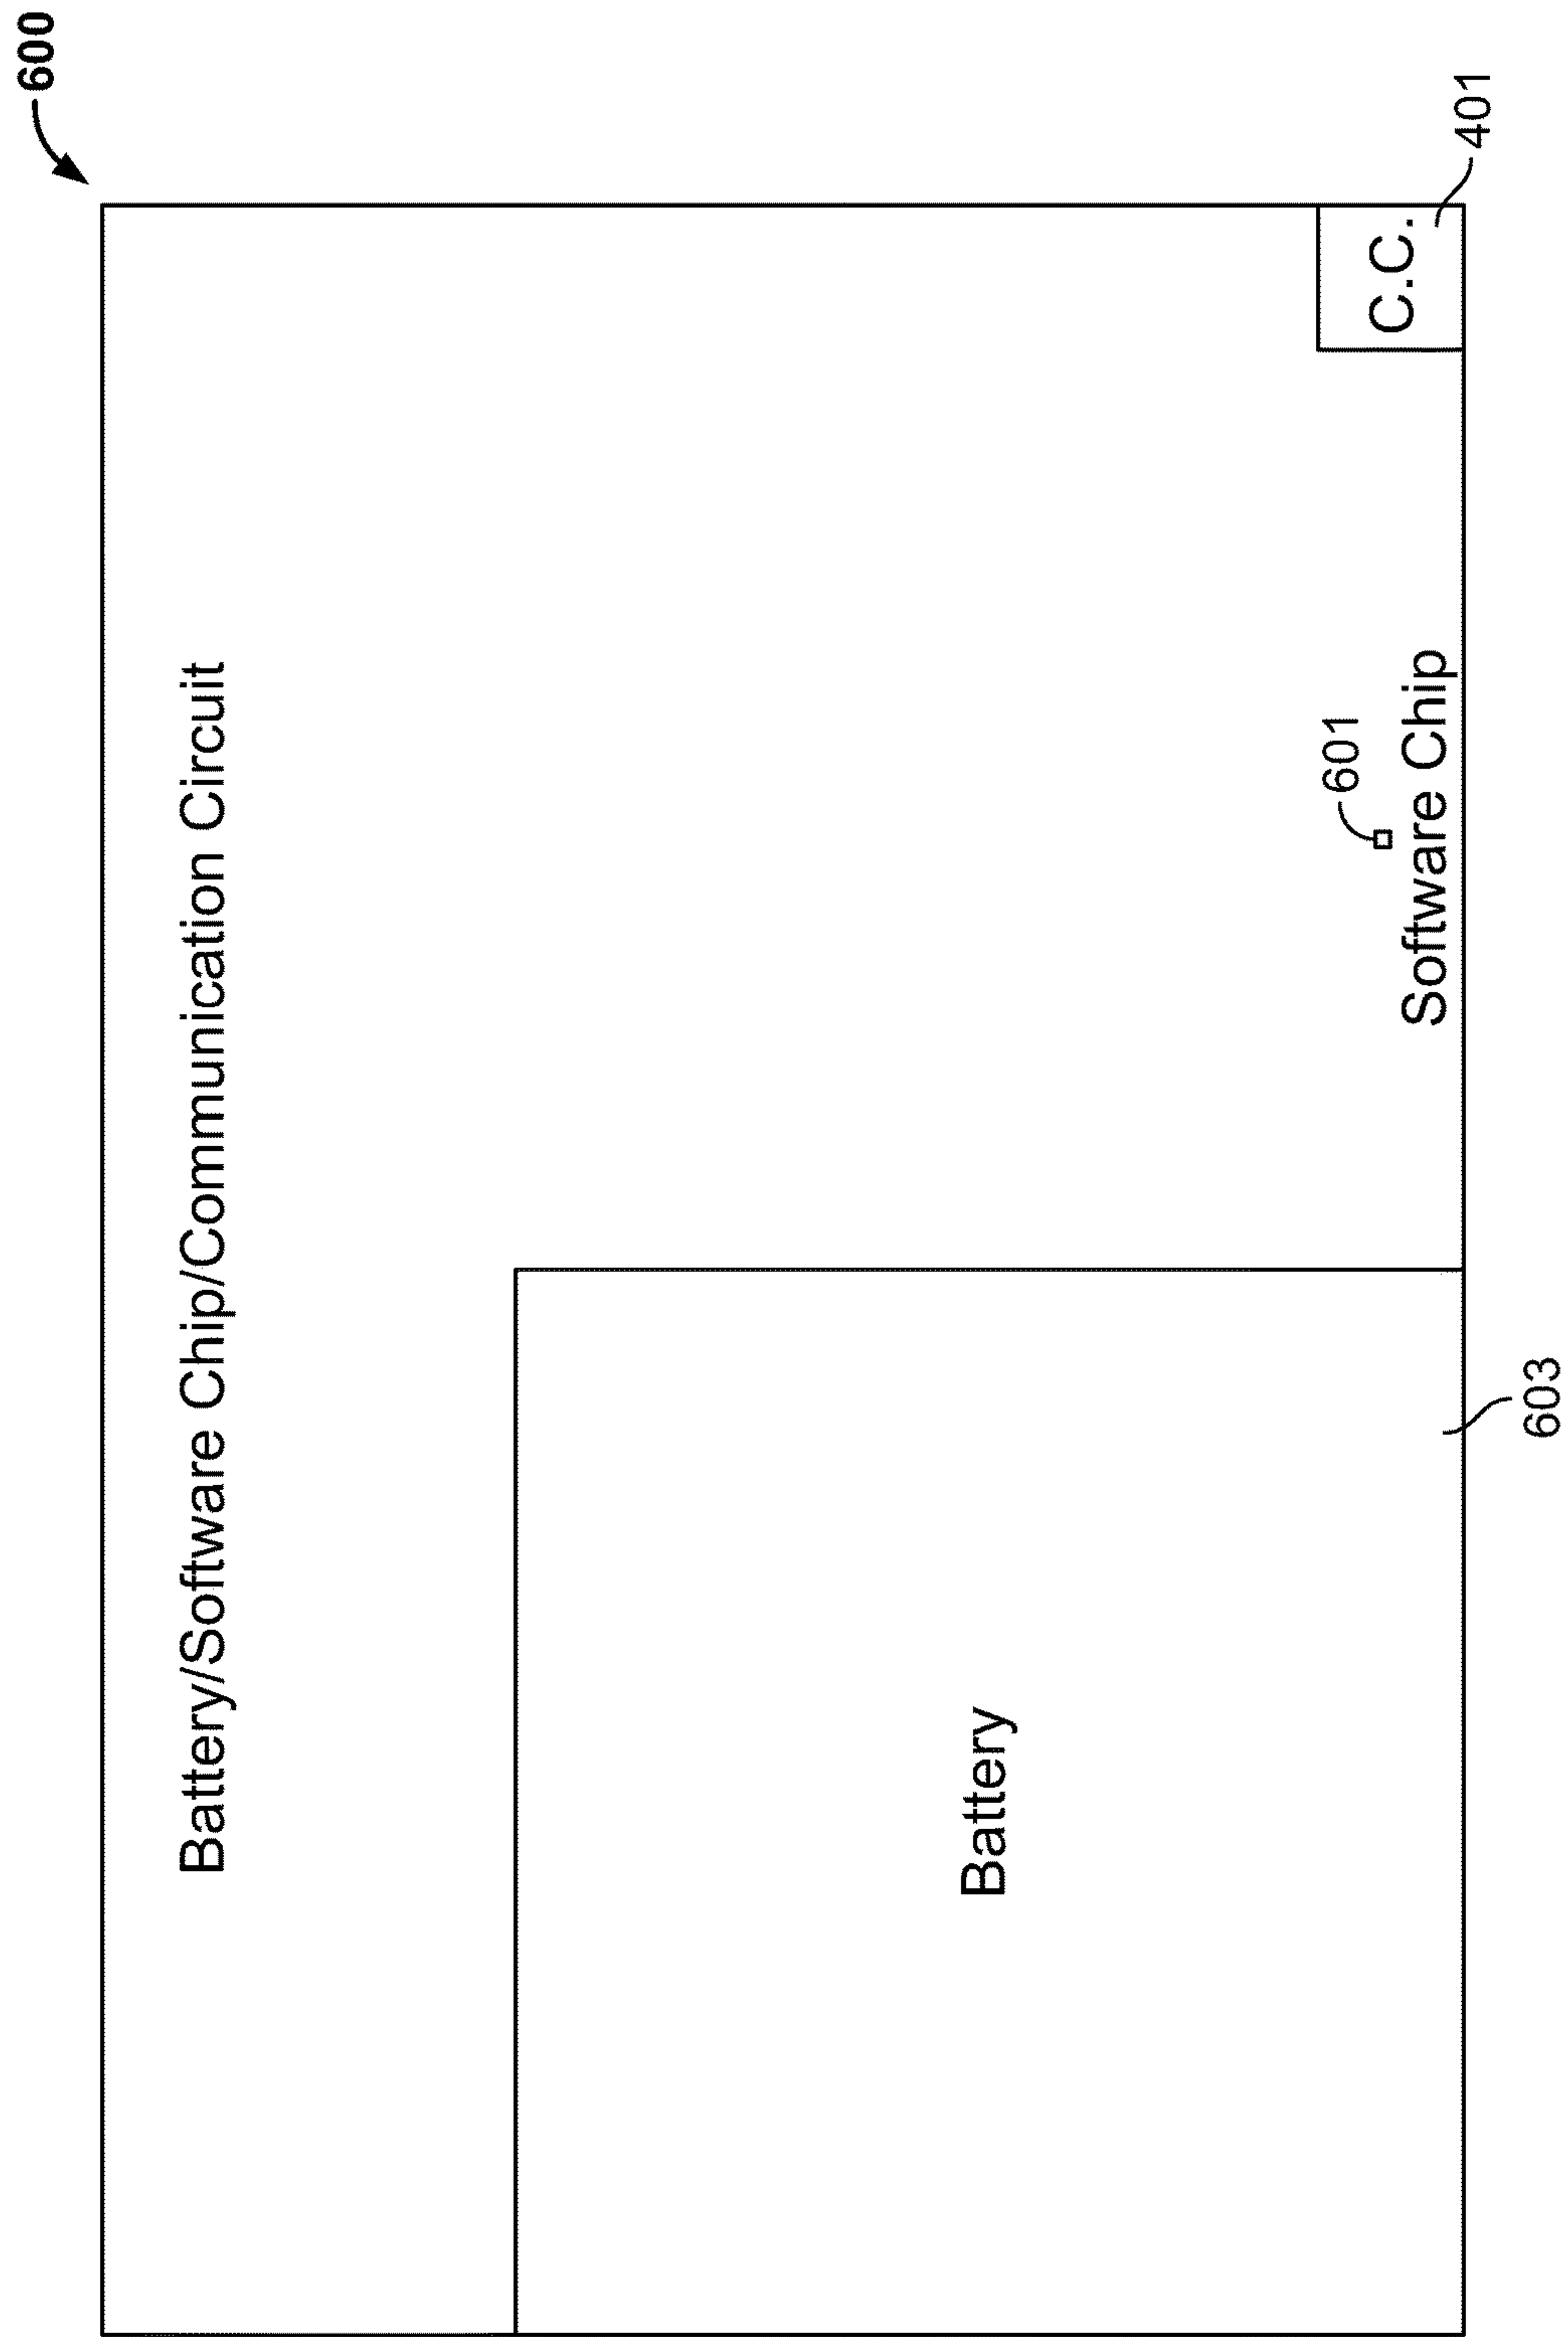 600
Battery/Software Chip/Communication Circuit
Battery
601
Software Chip
C.C.
401
603